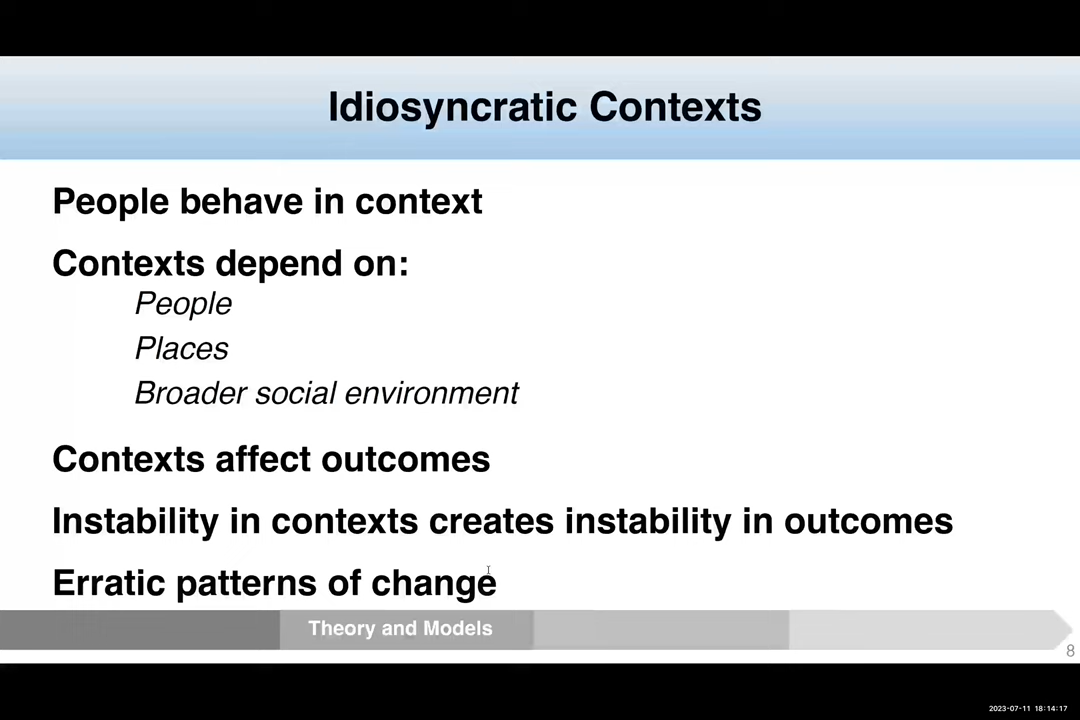 Idiosyncratic Contexts
People behave in context
Contexts depend on:
People
Places
Broader social environment
Contexts affect outcomes
Instability in contexts creates instability in outcomes
Erratic patterns of change
Theory and Models
8
2023-07-11 18:14:17